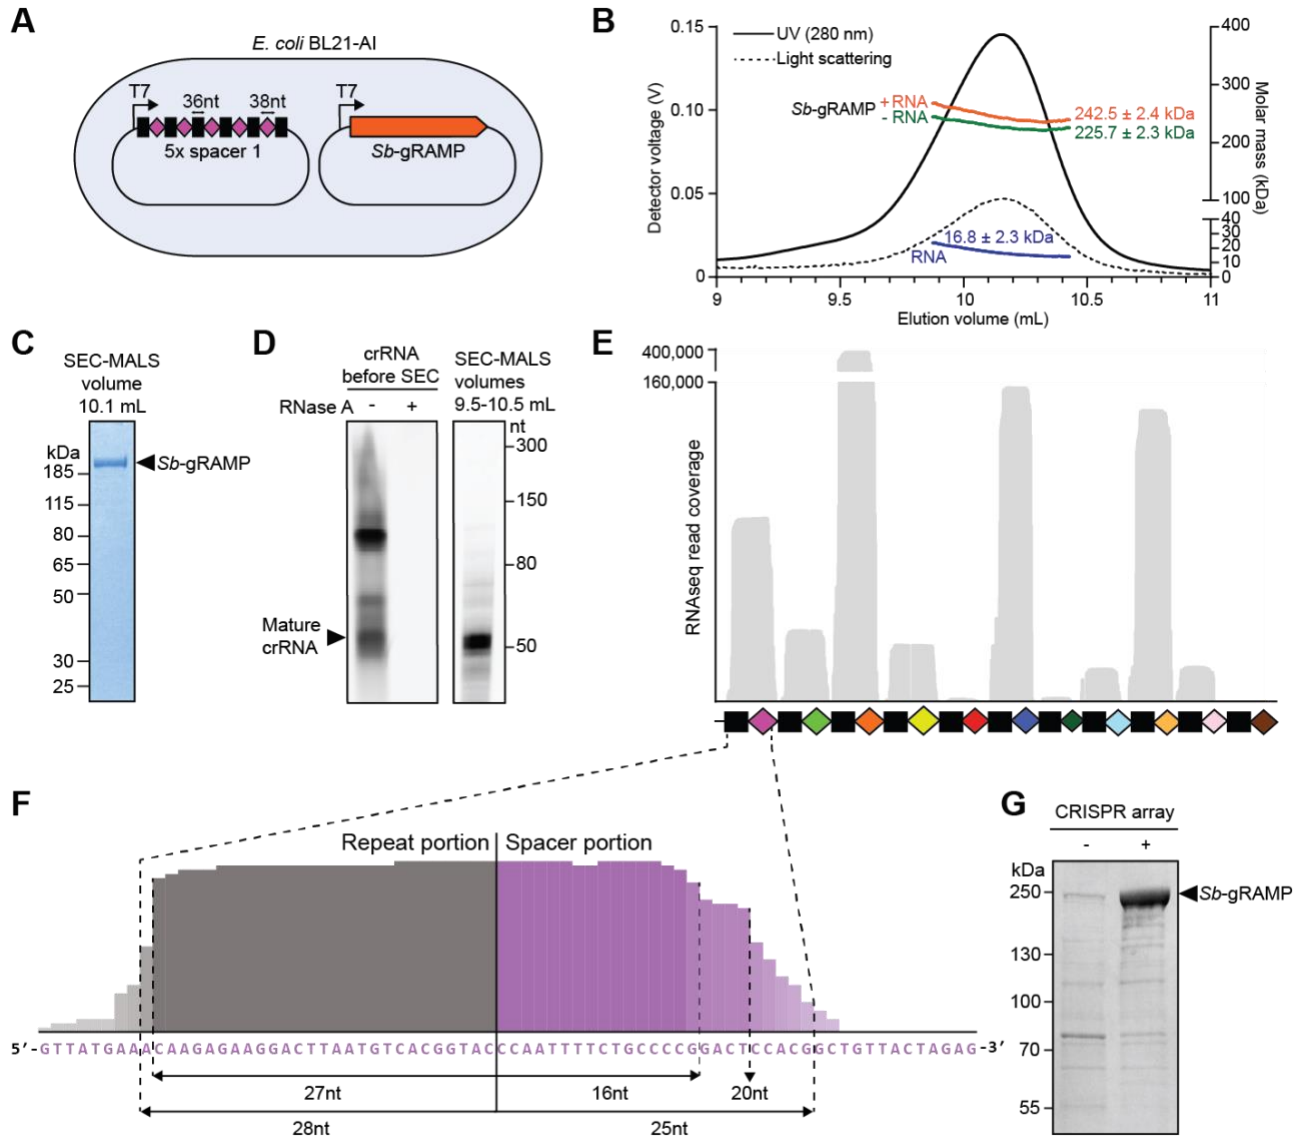 A
E. coli BL21-AI
T7
36nt
38nt
5x spacer 1
T7
Sb-gRAMP
B
0.15
0.10
0.05
0
Detector voltage (V)
UV (280 nm)
Light scattering
Sb-gRAMP
+ RNA
- RNA
242.5 ± 2.4 kDa
225.7 ± 2.3 kDa
16.8 ± 2.3 kDa
RNA
400
300
200
100
40
30
20
10
0
Molar mass (kDa)
9
9.5
10
10.5
11
Elution volume (mL)
C
SEC-MALS
volume
10.1 mL
kDa
185
115
80
65
50
30
25
Sb-gRAMP
D
crRNA
before SEC
RNase A - +
Mature
crRNA
SEC-MALS
volumes
9.5-10.5 mL
nt
300
150
80
50
E
400,000
160,000
RNAseq read coverage
F
Repeat portion
Spacer portion
5’-GTTATGAAACAAGAGAAGGACTTAATGTCACGGTACCCAATTTTCTGCCCCGGACTCCACGGCTGTTACTAGAG-3’
27nt
16nt
20nt
28nt
25nt
G
CRISPR array
- +
kDa
250
130
100
70
55
Sb-gRAMP